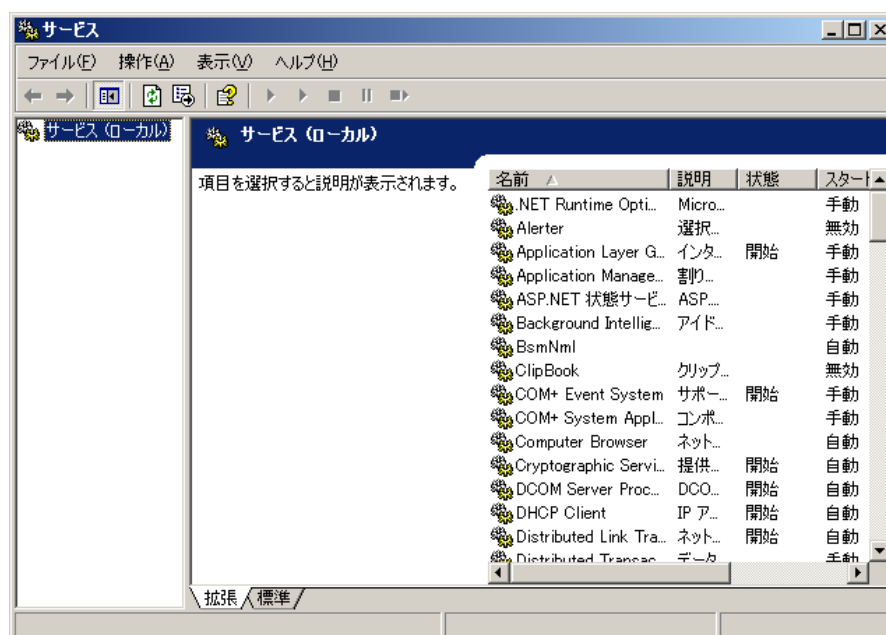 サービス
ファイル(F) 操作(A) 表示(V) ヘルプ(H)
サービス (ローカル)
サービス (ローカル)
項目を選択すると説明が表示されます。
名前 説明 状態 スタート
.NET Runtime Opti... Micro... 手動
Alerter 選択... 無効
Application Layer G... インタ... 開始 手動
Application Manage... 割り... 手動
ASP.NET 状態サービ... ASP.... 手動
Background Intellig... アイド... 手動
BsmNml 自動
ClipBook クリップ... 無効
COM+ Event System サポー... 開始 手動
COM+ System Appl... コンポ... 手動
Computer Browser ネット... 自動
Cryptographic Servi... 提供... 開始 自動
DCOM Server Proc... DCO... 開始 自動
DHCP Client IP ア... 開始 自動
Distributed Link Tra... ネット... 開始 自動
Distributed Transac... データ... 手動
拡張 標準